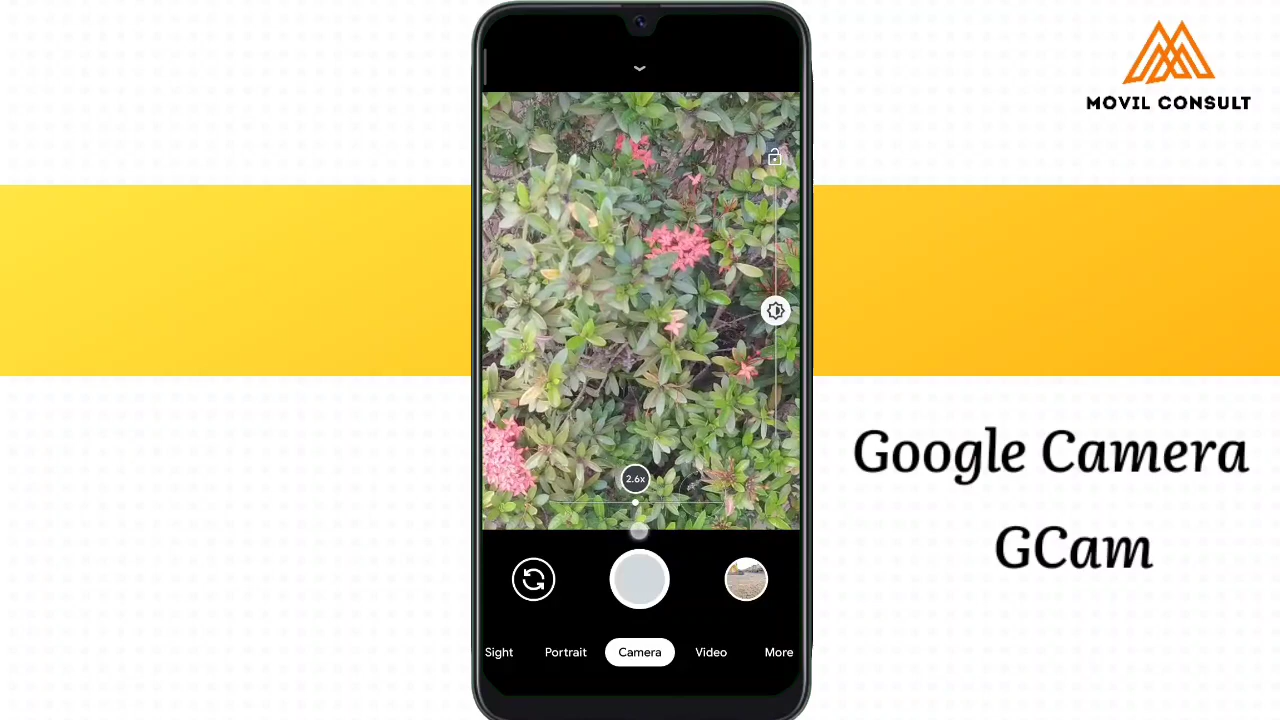 MOVIL CONSULT
Google Camera
GCam
2.6x
Sight Portrait Camera Video More